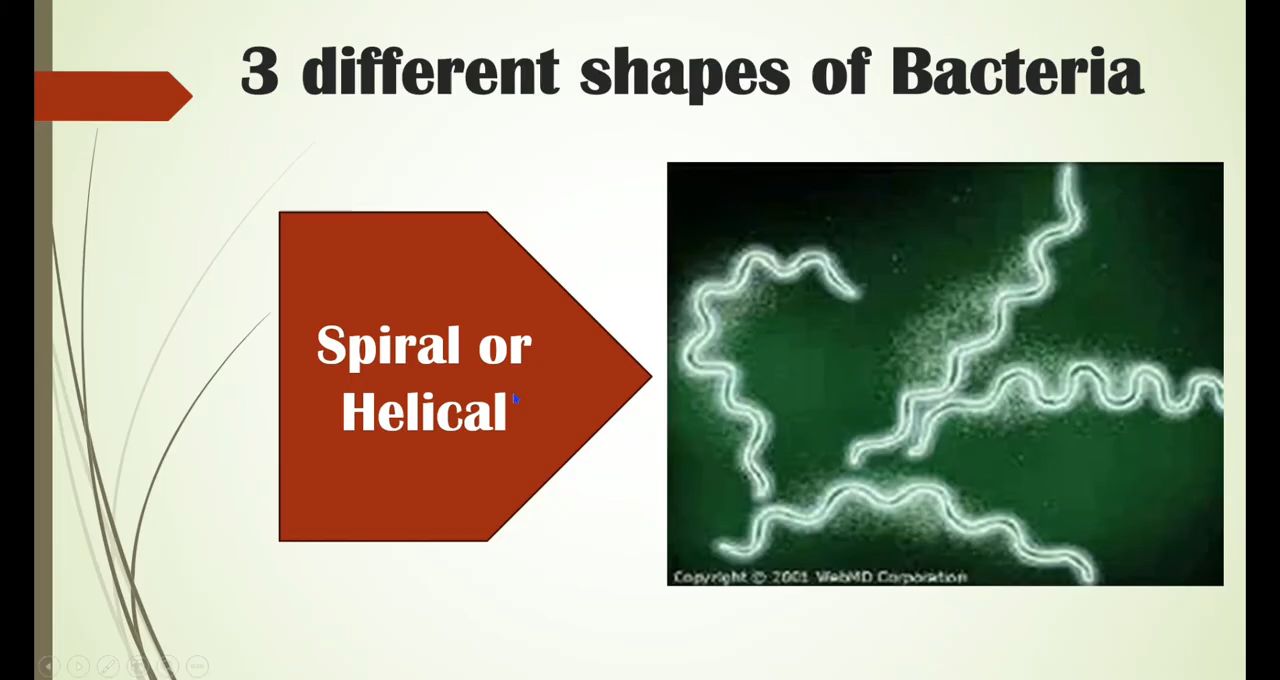 3 different shapes of Bacteria
Spiral or
Helical
Copyright © 2001 WebMD Corporation